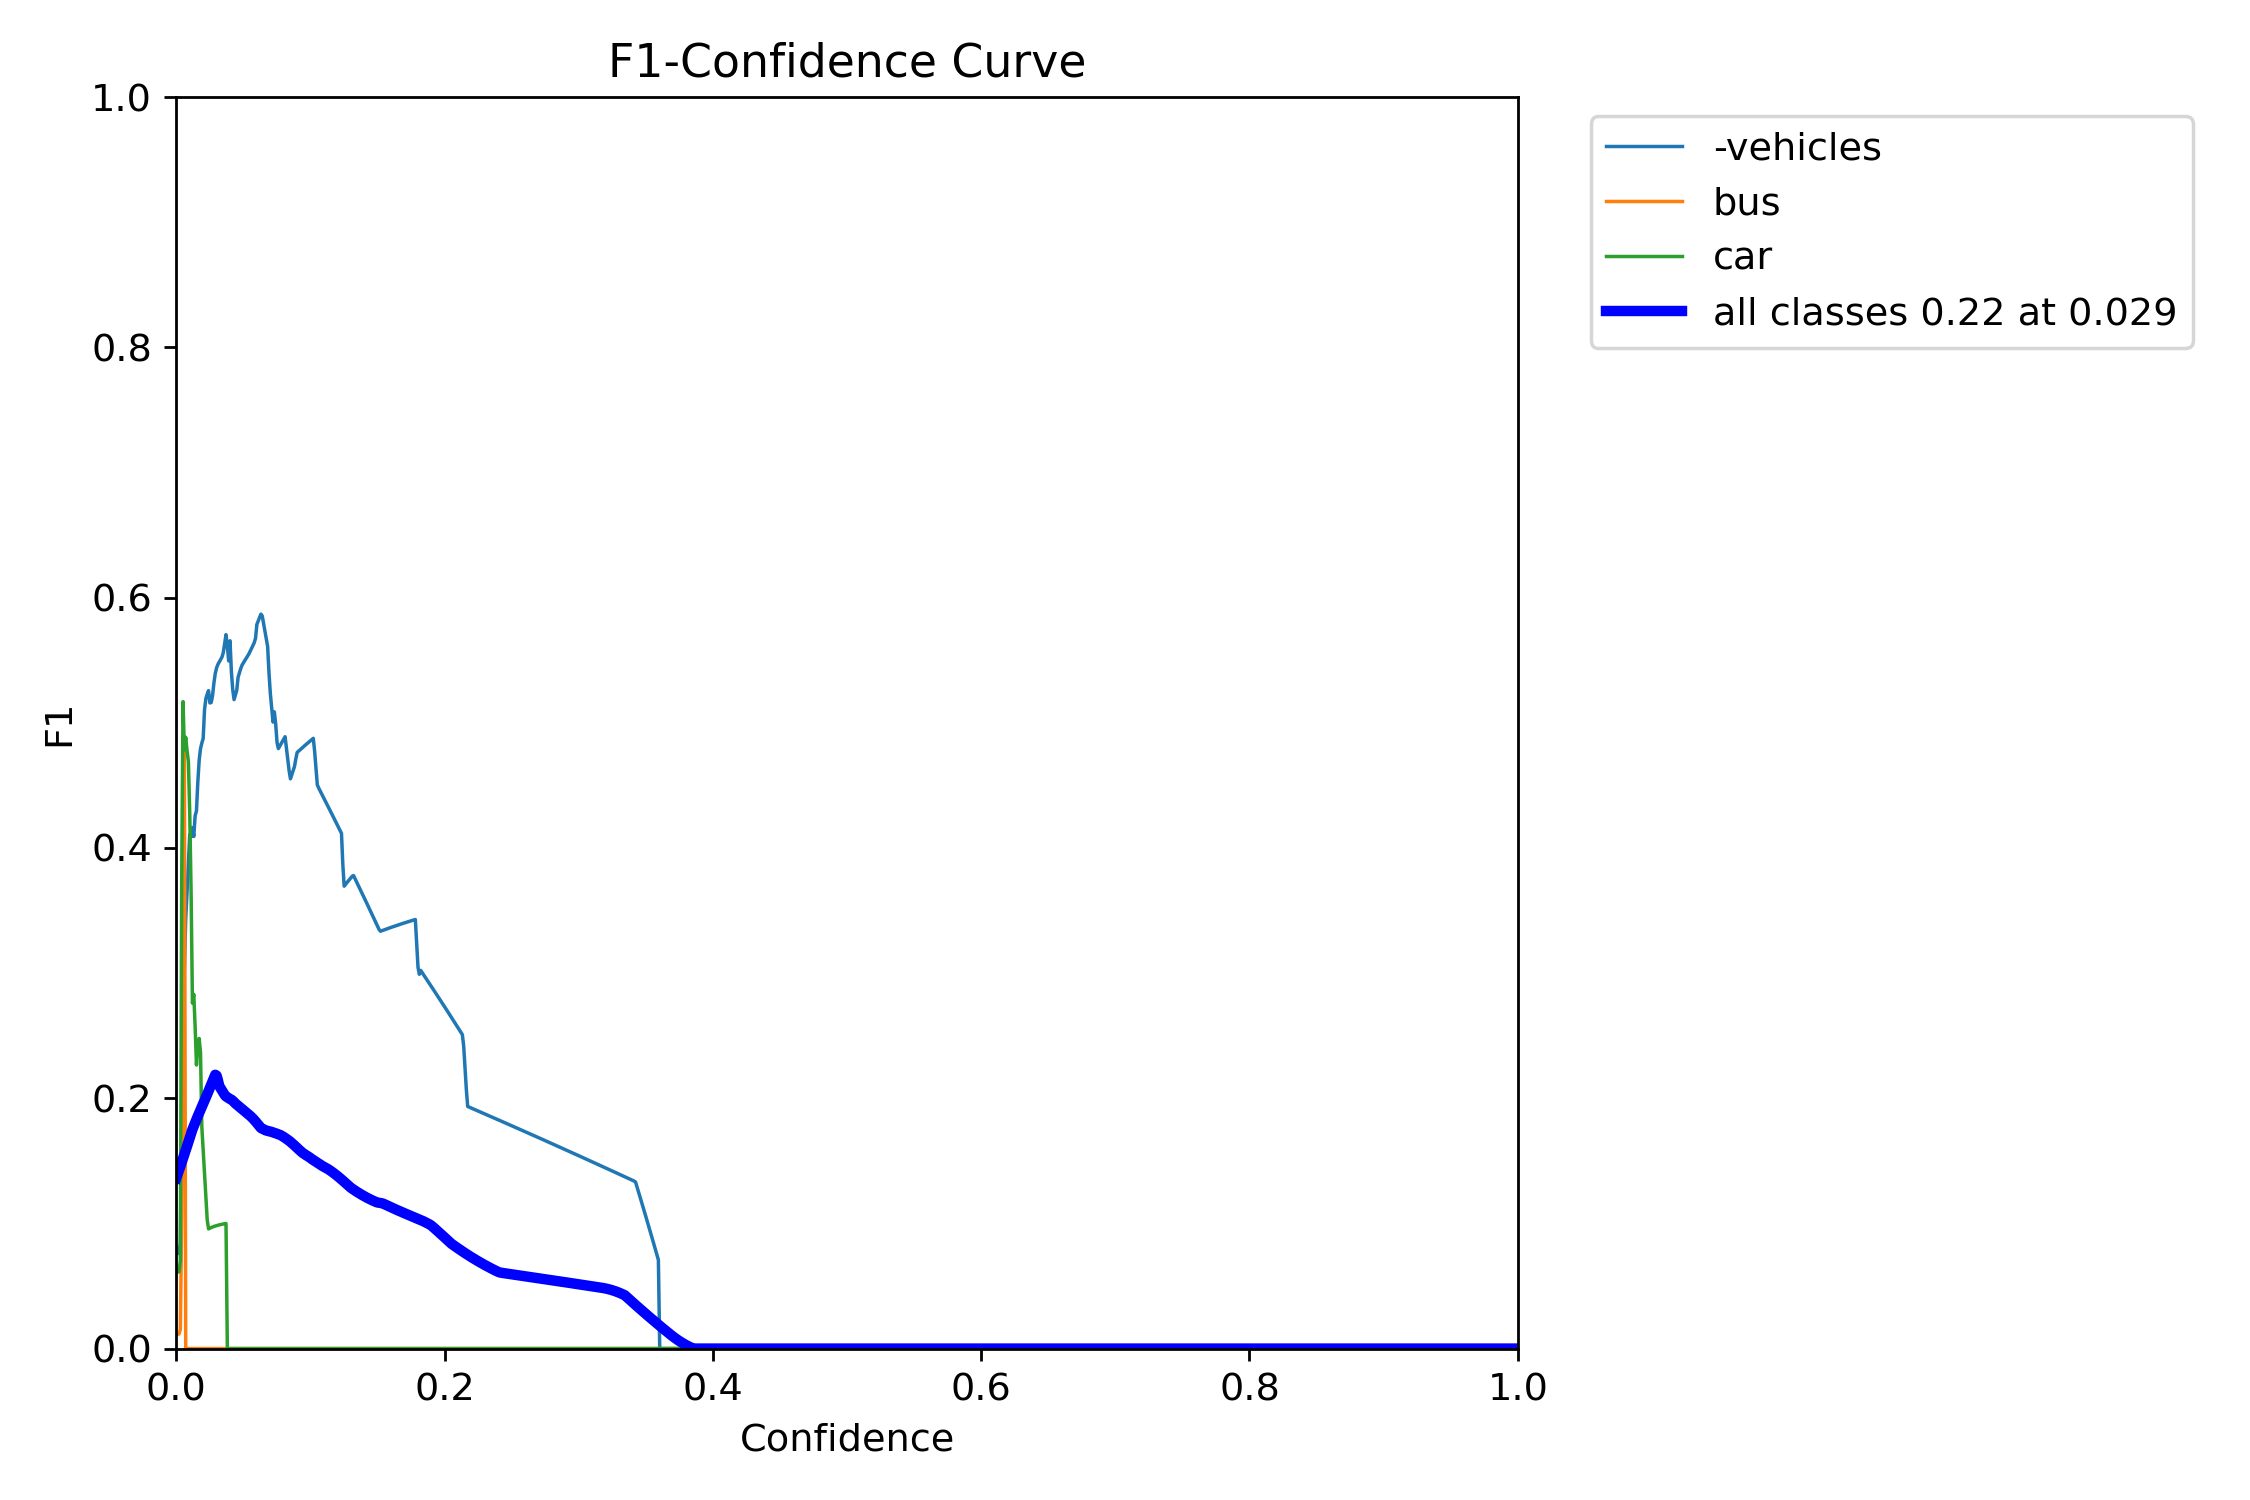 F1-Confidence Curve
1.0
0.8
0.6
0.4
0.2
0.0
F1
0.0 0.2 0.4 0.6 0.8 1.0
Confidence
-vehicles
bus
car
all classes 0.22 at 0.029